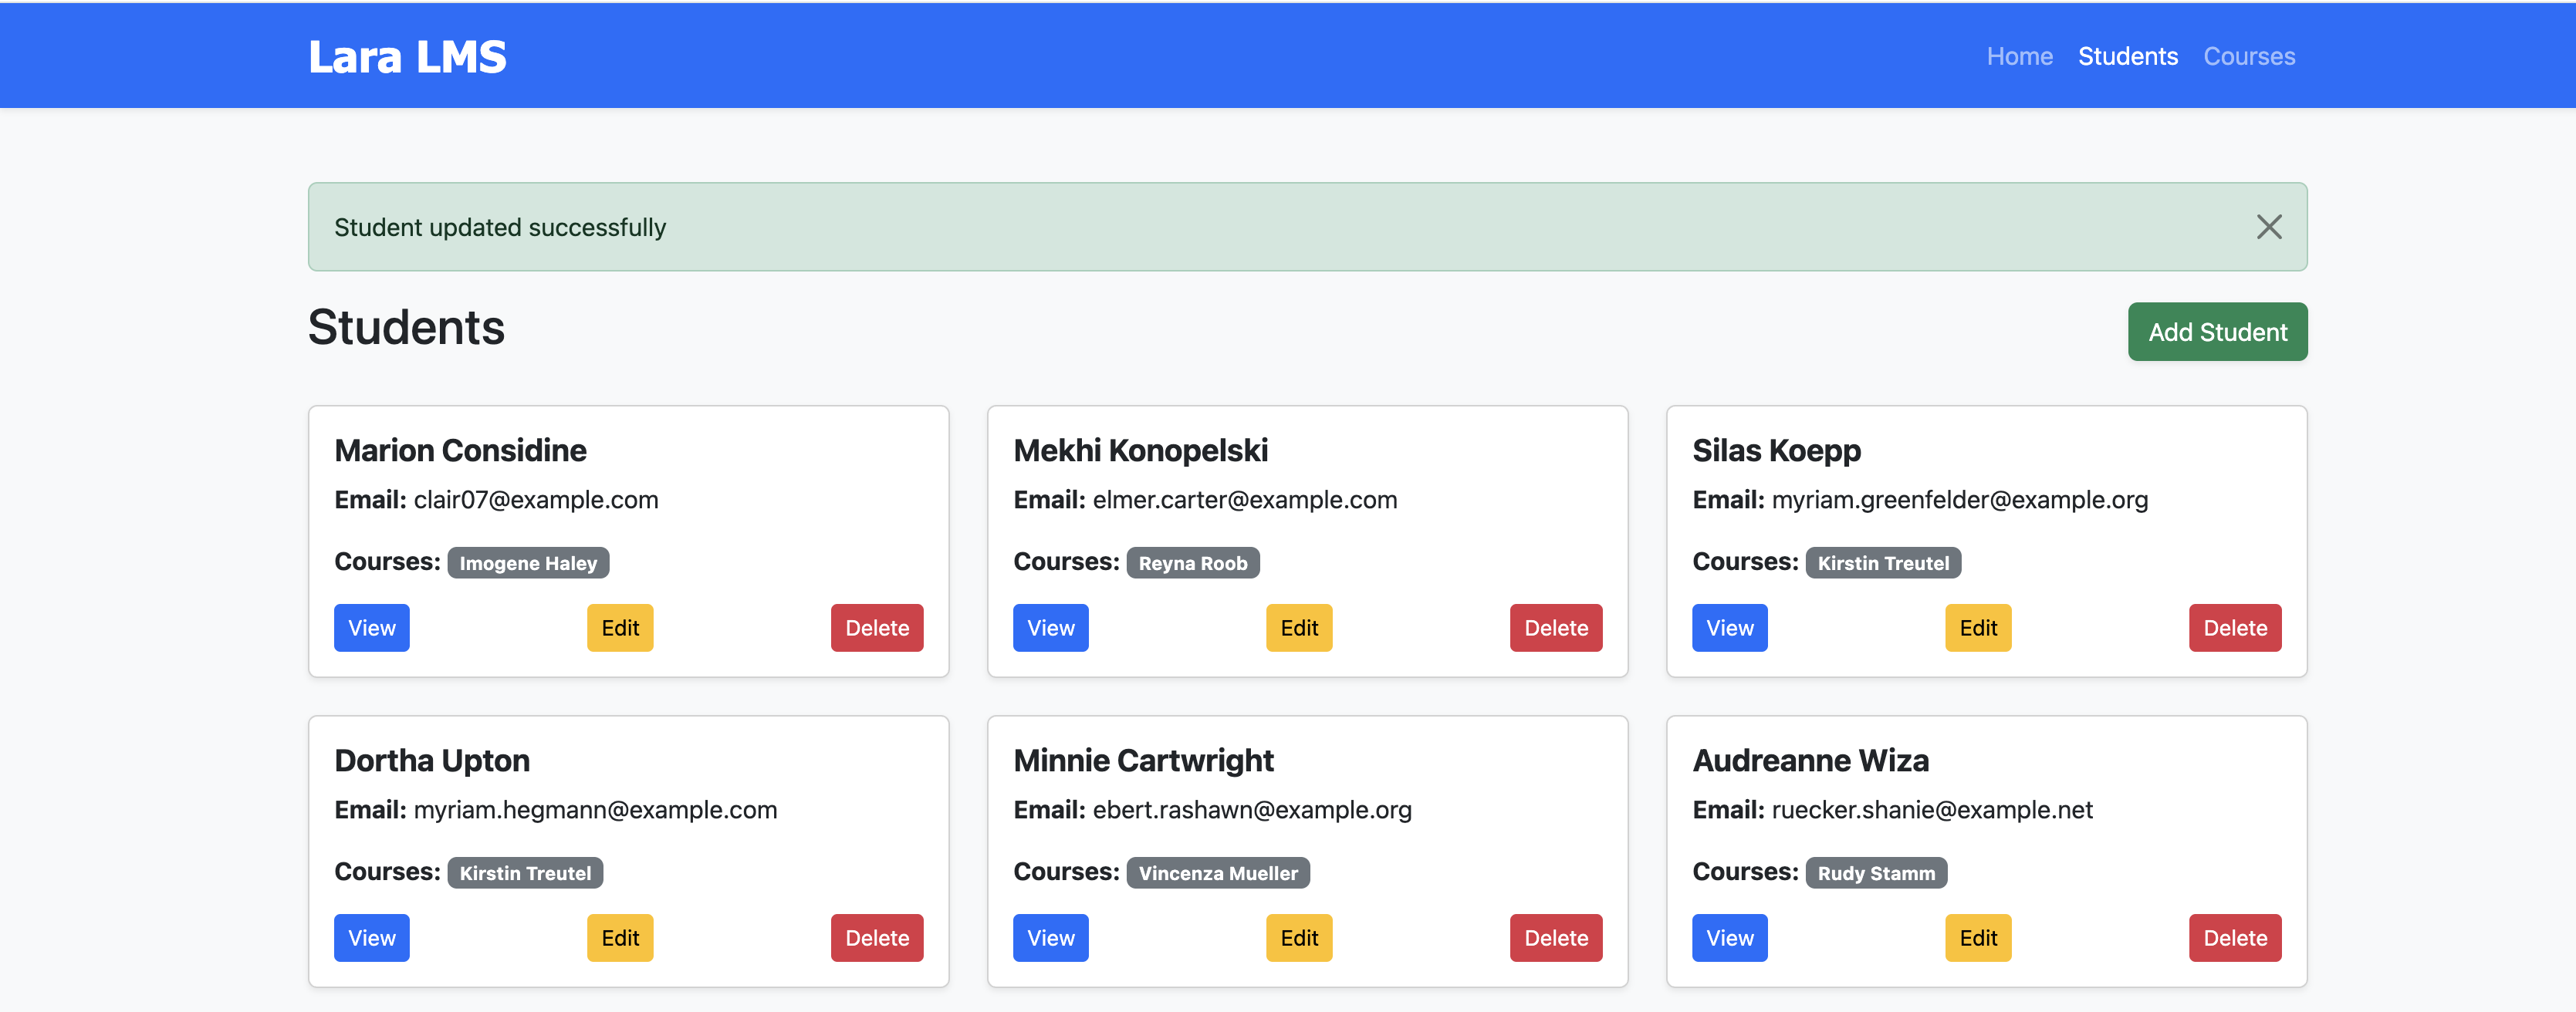 Lara LMS
Home Students Courses
Student updated successfully
Students
Add Student
Marion Considine
Email: clair07@example.com
Courses: Imogene Haley
View Edit Delete
Mekhi Konopelski
Email: elmer.carter@example.com
Courses: Reyna Roob
View Edit Delete
Silas Koepp
Email: myriam.greenfelder@example.org
Courses: Kirstin Treutel
View Edit Delete
Dortha Upton
Email: myriam.hegmann@example.com
Courses: Kirstin Treutel
View Edit Delete
Minnie Cartwright
Email: ebert.rashawn@example.org
Courses: Vincenza Mueller
View Edit Delete
Audreanne Wiza
Email: ruecker.shanie@example.net
Courses: Rudy Stamm
View Edit Delete